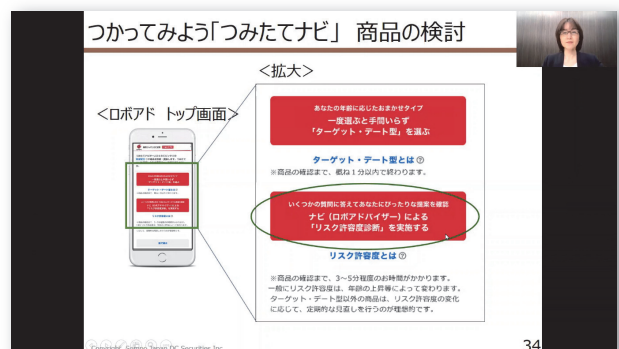 つかってみよう「つみたてナビ」 商品の検討
<拡大>
<ロボアド トップ画面>
あなたの年齢に応じたおまかせタイプ
一度選ぶと手間いらず
「ターゲット・デート型」を選ぶ
ターゲット・デート型とは?
※商品の確認まで、概ね1分以内で終わります。
いくつかの質問に答えてあなたにぴったりな提案を確認
ナビ(ロボアドバイザー)による
「リスク許容度診断」を実施する
リスク許容度とは?
※商品の確認まで、3~5分程度のお時間がかかります。
一般にリスク許容度は、年齢の上昇等によって変わります。
ターゲット・デート型以外の商品は、リスク許容度の変化
に応じて、定期的な見直しを行うのが理想的です。
Japan DC Securities Inc.
34